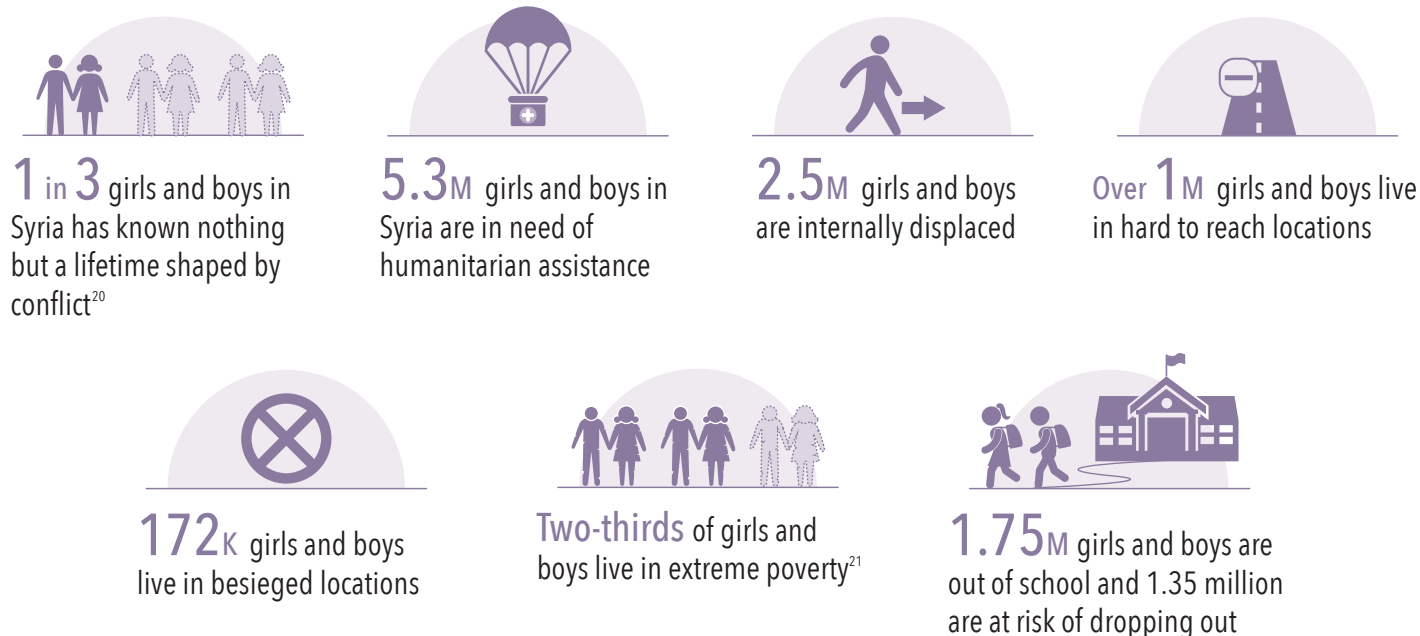 1 in 3 girls and boys in
Syria has known nothing
but a lifetime shaped by
conflict20
5.3M girls and boys in
Syria are in need of
humanitarian assistance
2.5M girls and boys
are internally displaced
Over 1M girls and boys live
in hard to reach locations
172K girls and boys
live in besieged locations
Two-thirds of girls and
boys live in extreme poverty21
1.75M girls and boys are
out of school and 1.35 million
are at risk of dropping out